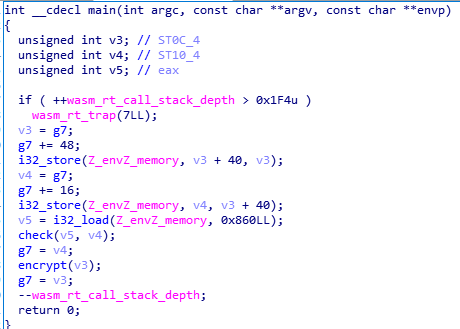 int __cdecl main(int argc, const char **argv, const char **envp)
{
  unsigned int v3; // ST0C_4
  unsigned int v4; // ST10_4
  unsigned int v5; // eax

  if ( ++wasm_rt_call_stack_depth > 0x1F4u )
    wasm_rt_trap(7LL);
  v3 = g7;
  g7 += 48;
  i32_store(Z_envZ_memory, v3 + 40, v3);
  v4 = g7;
  g7 += 16;
  i32_store(Z_envZ_memory, v4, v3 + 40);
  v5 = i32_load(Z_envZ_memory, 0x860LL);
  check(v5, v4);
  g7 = v4;
  encrypt(v3);
  g7 = v3;
  --wasm_rt_call_stack_depth;
  return 0;
}